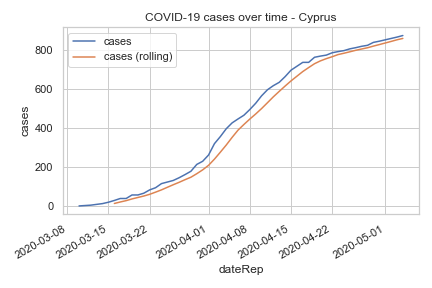 COVID-19 cases over time - Cyprus
cases
cases (rolling)
800
600
400
200
0
cases
2020-03-08
2020-03-15
2020-03-22
2020-04-01
2020-04-08
2020-04-15
2020-04-22
2020-05-01
dateRep